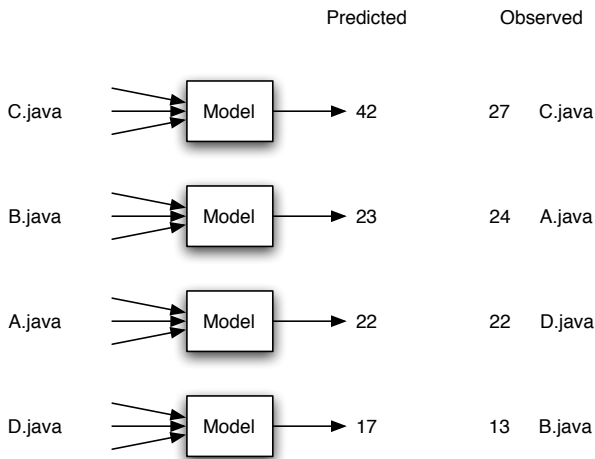 Predicted Observed
C.java Model 42 27 C.java
B.java Model 23 24 A.java
A.java Model 22 22 D.java
D.java Model 17 13 B.java